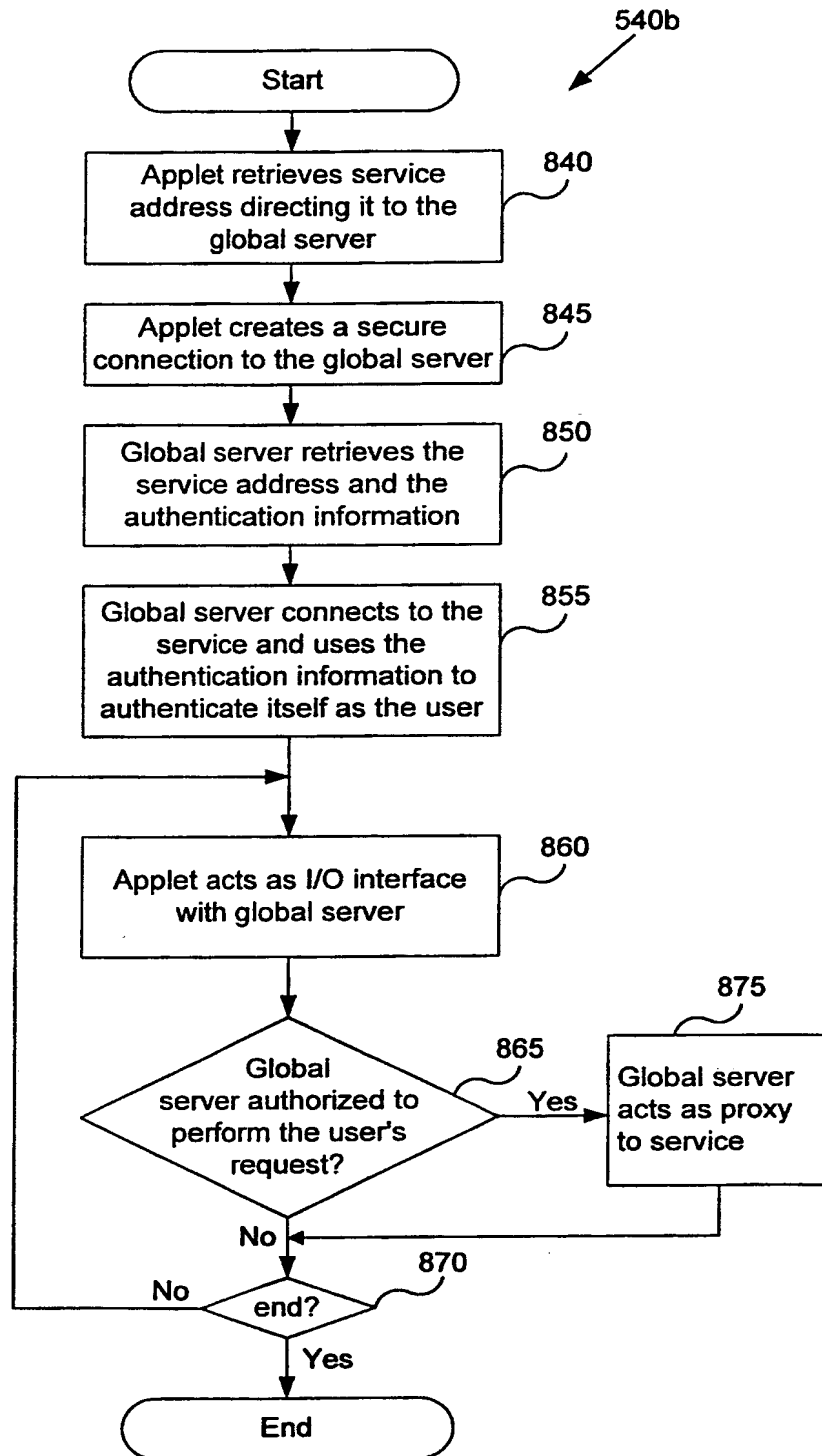 540b
Start
Applet retrieves service
address directing it to the
global server
840
Applet creates a secure
connection to the global server
845
Global server retrieves the
service address and the
authentication information
850
Global server connects to the
service and uses the
authentication information to
authenticate itself as the user
855
Applet acts as I/O interface
with global server
860
Global
server authorized to
perform the user's
request?
865
Yes
875
Global server
acts as proxy
to service
No
870
No
end?
Yes
End